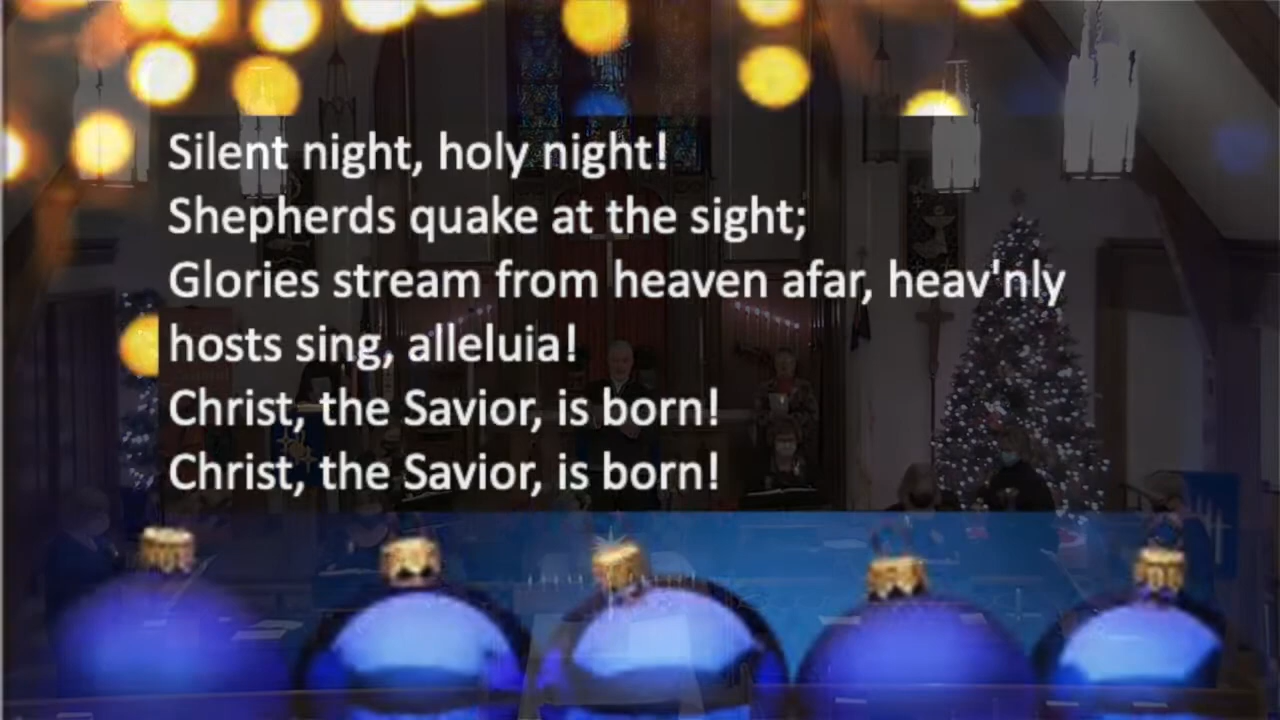 Silent night, holy night!
Shepherds quake at the sight;
Glories stream from heaven afar, heav'nly
hosts sing, alleluia!
Christ, the Savior, is born!
Christ, the Savior, is born!